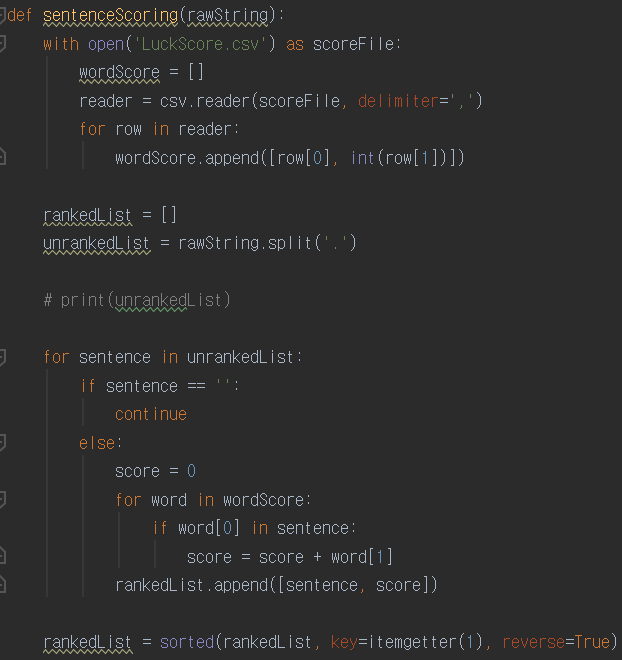 def sentenceScoring(rawString):
    with open('LuckScore.csv') as scoreFile:
        wordScore = []
        reader = csv.reader(scoreFile, delimiter=',')
        for row in reader:
            wordScore.append([row[0], int(row[1])])
    rankedList = []
    unrankedList = rawString.split('.')
    # print(unrankedList)
    for sentence in unrankedList:
        if sentence == '':
            continue
        else:
            score = 0
            for word in wordScore:
                if word[0] in sentence:
                    score = score + word[1]
            rankedList.append([sentence, score])
    rankedList = sorted(rankedList, key=itemgetter(1), reverse=True)